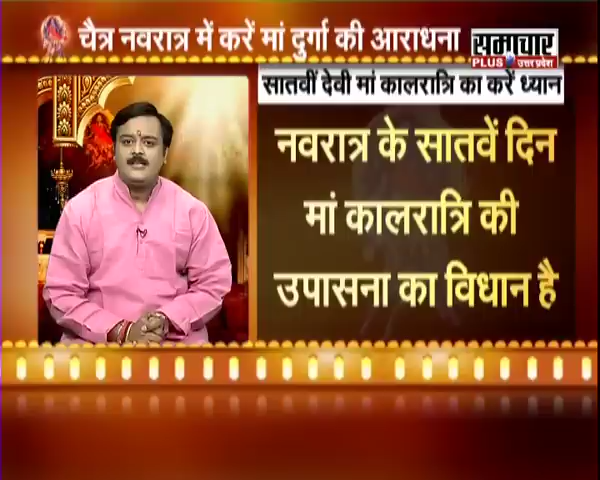 चैत्र नवरात्र में करें मां दुर्गा की आराधना
समाचार
PLUS उत्तर प्रदेश
सातवीं देवी मां कालरात्रि का करें ध्यान
नवरात्र के सातवें दिन
मां कालरात्रि की
उपासना का विधान है